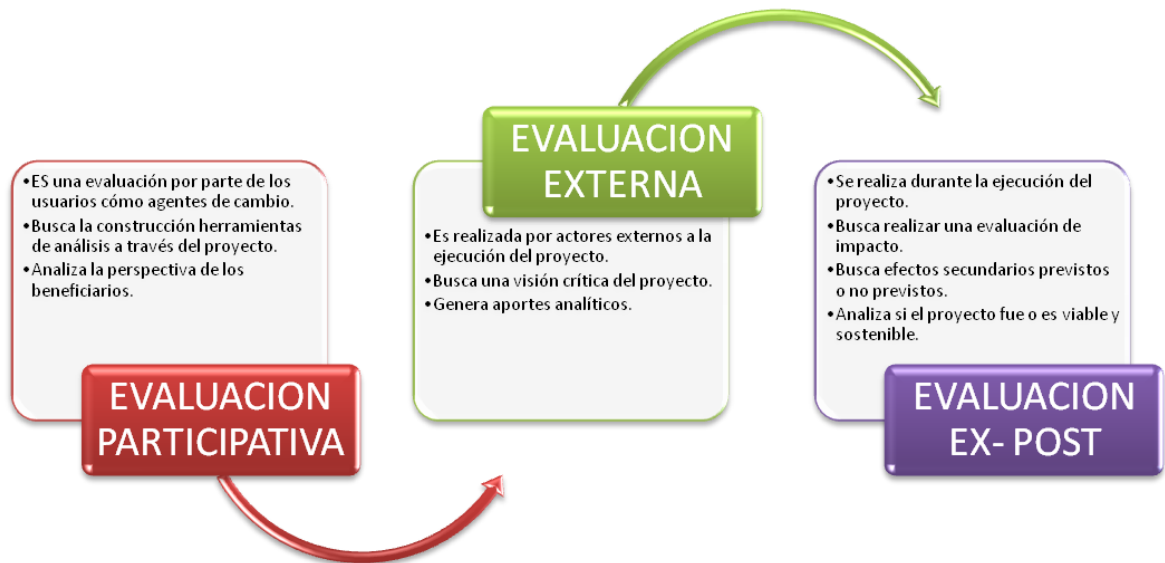 •ES una evaluación por parte de los
usuarios cómo agentes de cambio.
•Busca la construcción herramientas
de análisis a través del proyecto.
•Analiza la perspectiva de los
beneficiarios.
EVALUACION
PARTICIPATIVA
EVALUACION
EXTERNA
•Es realizada por actores externos a la
ejecución del proyecto.
•Busca una visión crítica del proyecto.
•Genera aportes analíticos.
•Se realiza durante la ejecución del
proyecto.
•Busca realizar una evaluación de
impacto.
•Busca efectos secundarios previstos
o no previstos.
•Analiza si el proyecto fue o es viable y
sostenible.
EVALUACION
EX- POST